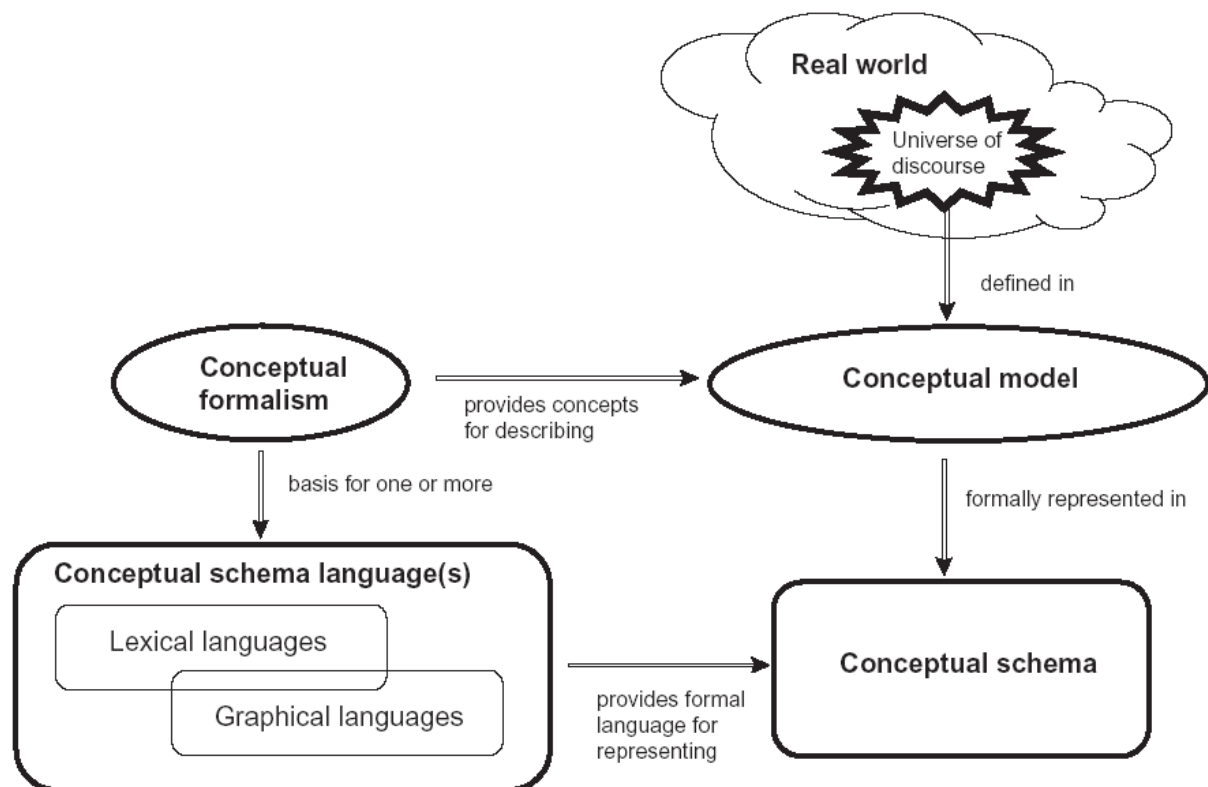 Real world
Universe of
discourse
defined in
Conceptual
formalism
provides concepts
for describing
Conceptual model
basis for one or more
formally represented in
Conceptual schema language(s)
Lexical languages
Graphical languages
provides formal
language for
representing
Conceptual schema